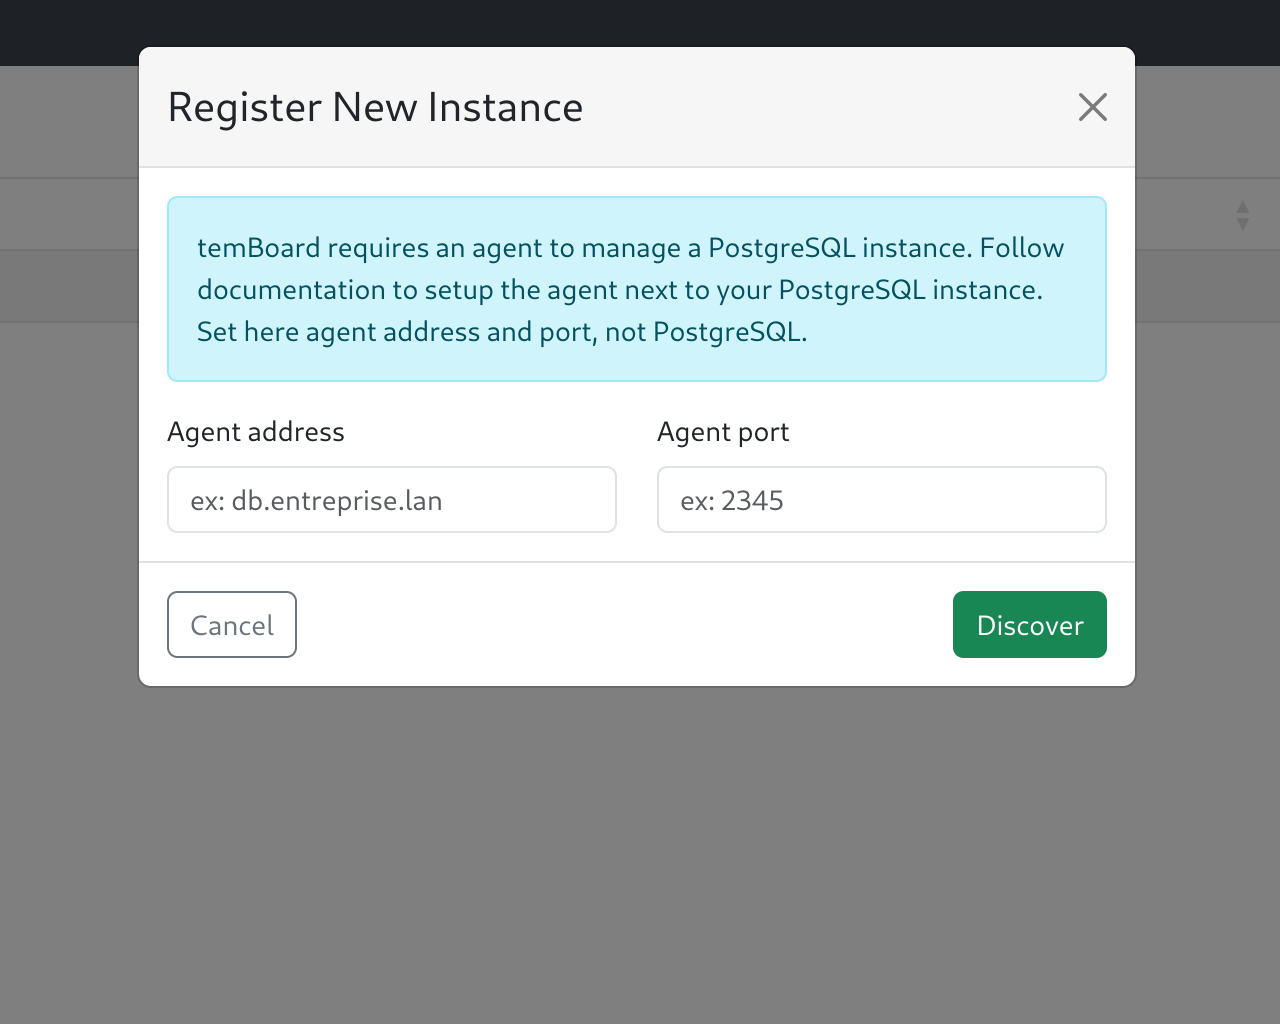 Register New Instance
temBoard requires an agent to manage a PostgreSQL instance. Follow
documentation to setup the agent next to your PostgreSQL instance.
Set here agent address and port, not PostgreSQL.
Agent address
Agent port
ex: db.entreprise.lan
ex: 2345
Cancel
Discover